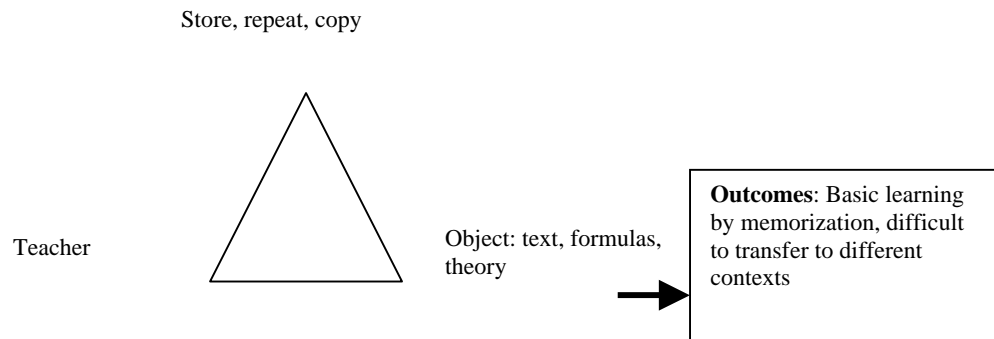 Store, repeat, copy
Teacher
Object: text, formulas,
theory
Outcomes: Basic learning
by memorization, difficult
to transfer to different
contexts